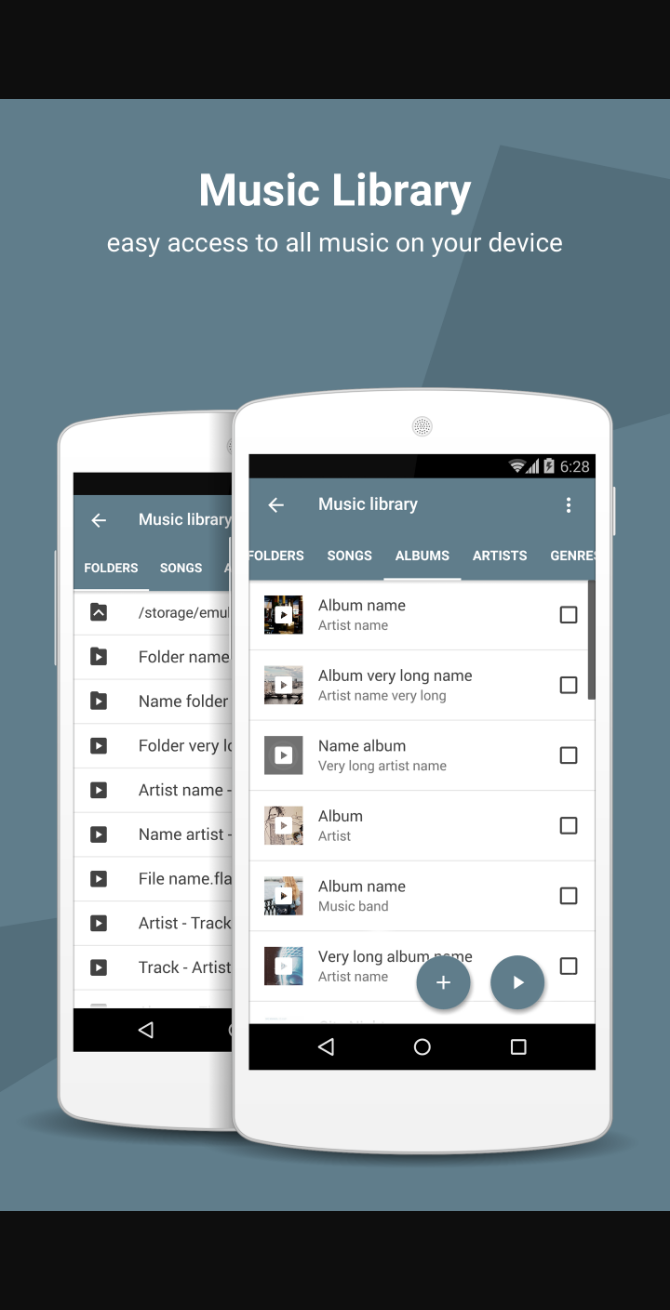 Music Library
easy access to all music on your device
Music library
FOLDERS SONGS
/storage/emul
Folder name
Name folder
Folder very lo
Artist name -
Name artist -
File name.fla
Artist - Track
Track - Artist
6:28
Music library
FOLDERS SONGS ALBUMS ARTISTS GENRES
Album name
Artist name
Album very long name
Artist name very long
Name album
Very long artist name
Album
Artist
Album name
Music band
Very long album name
Artist name